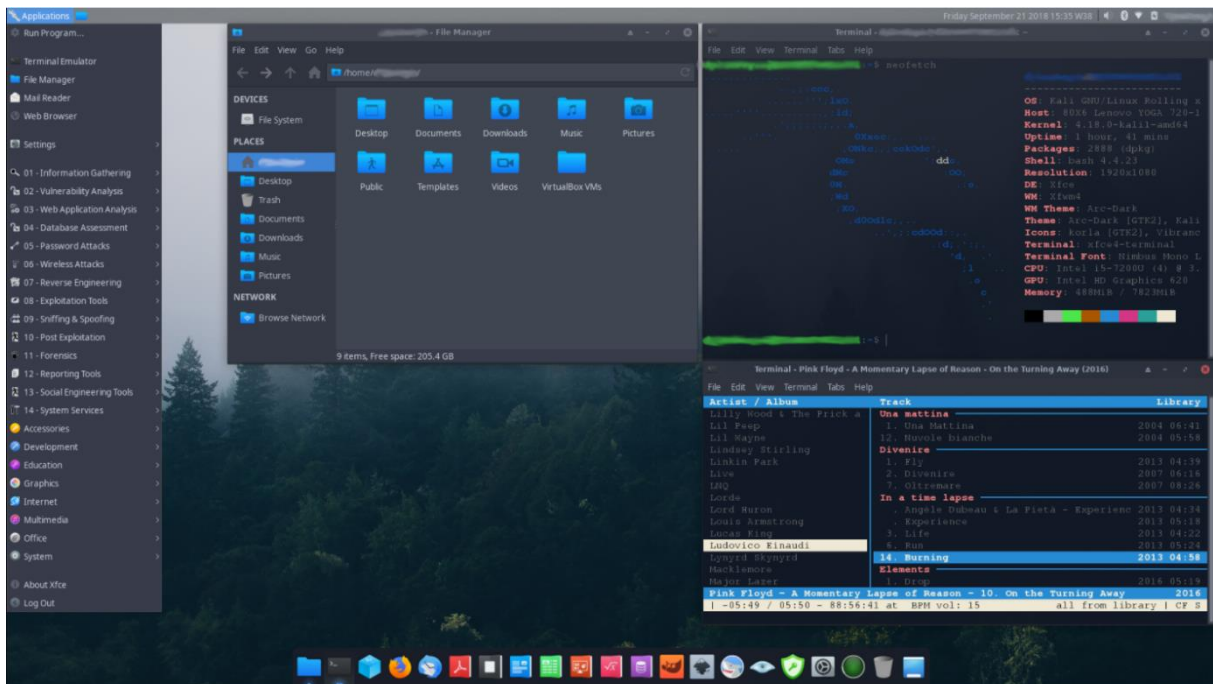 Applications
Friday September 21 2018 15:35 W38
Run Program...
Terminal Emulator
File Manager
Mail Reader
Web Browser
Settings
01 - Information Gathering
02 - Vulnerability Analysis
03 - Web Application Analysis
04 - Database Assessment
05 - Password Attacks
06 - Wireless Attacks
07 - Reverse Engineering
08 - Exploitation Tools
09 - Sniffing & Spoofing
10 - Post Exploitation
11 - Forensics
12 - Reporting Tools
13 - Social Engineering Tools
14 - System Services
Accessories
Development
Education
Graphics
Internet
Multimedia
Office
System
About Xfce
Log Out
- File Manager
File Edit View Go Help
/home/
DEVICES
File System
PLACES
Desktop
Trash
Documents
Downloads
Music
Pictures
NETWORK
Browse Network
Desktop Documents Downloads Music Pictures
Public Templates Videos VirtualBox VMs
9 items, Free space: 205.4 GB
Terminal -
File Edit View Terminal Tabs Help
:~$ neofetch
OS: Kali GNU/Linux Rolling x
Host: 80X6 Lenovo YOGA 720-1
Kernel: 4.18.0-kali1-amd64
Uptime: 1 hour, 41 mins
Packages: 2888 (dpkg)
Shell: bash 4.4.23
Resolution: 1920x1080
DE: Xfce
WM: Xfwm4
WM Theme: Arc-Dark
Theme: Arc-Dark [GTK2], Kali
Icons: korla [GTK2], Vibranc
Terminal: xfce4-terminal
Terminal Font: Nimbus Mono L
CPU: Intel i5-7200U (4) @ 3.
GPU: Intel HD Graphics 620
Memory: 488MiB / 7823MiB
:~$
Terminal - Pink Floyd - A Momentary Lapse of Reason - On the Turning Away (2016)
File Edit View Terminal Tabs Help
Artist / Album Track Library
Lilly Wood & The Prick a Una mattina
Lil Peep 1. Una Mattina 2004 06:41
Lil Wayne 12. Nuvole bianche 2004 05:58
Lindsey Stirling Divenire
Linkin Park 1. Fly 2013 04:39
Live 2. Divenire 2007 06:16
LNQ 7. Oltremare 2007 08:26
Lorde In a time lapse
Lord Huron . Angèle Dubeau & La Pietà - Experienc 2013 04:34
Louis Armstrong . Experience 2013 05:18
Lucas King 3. Life 2013 04:22
Ludovico Einaudi 6. Run 2013 05:24
Lynyrd Skynyrd 14. Burning 2013 04:58
Macklemore Elements
Major Lazer 1. Drop 2016 05:19
Pink Floyd - A Momentary Lapse of Reason - 10. On the Turning Away 2016
| -05:49 / 05:50 - 88:56:41 at BPM vol: 15 all from library | CF S